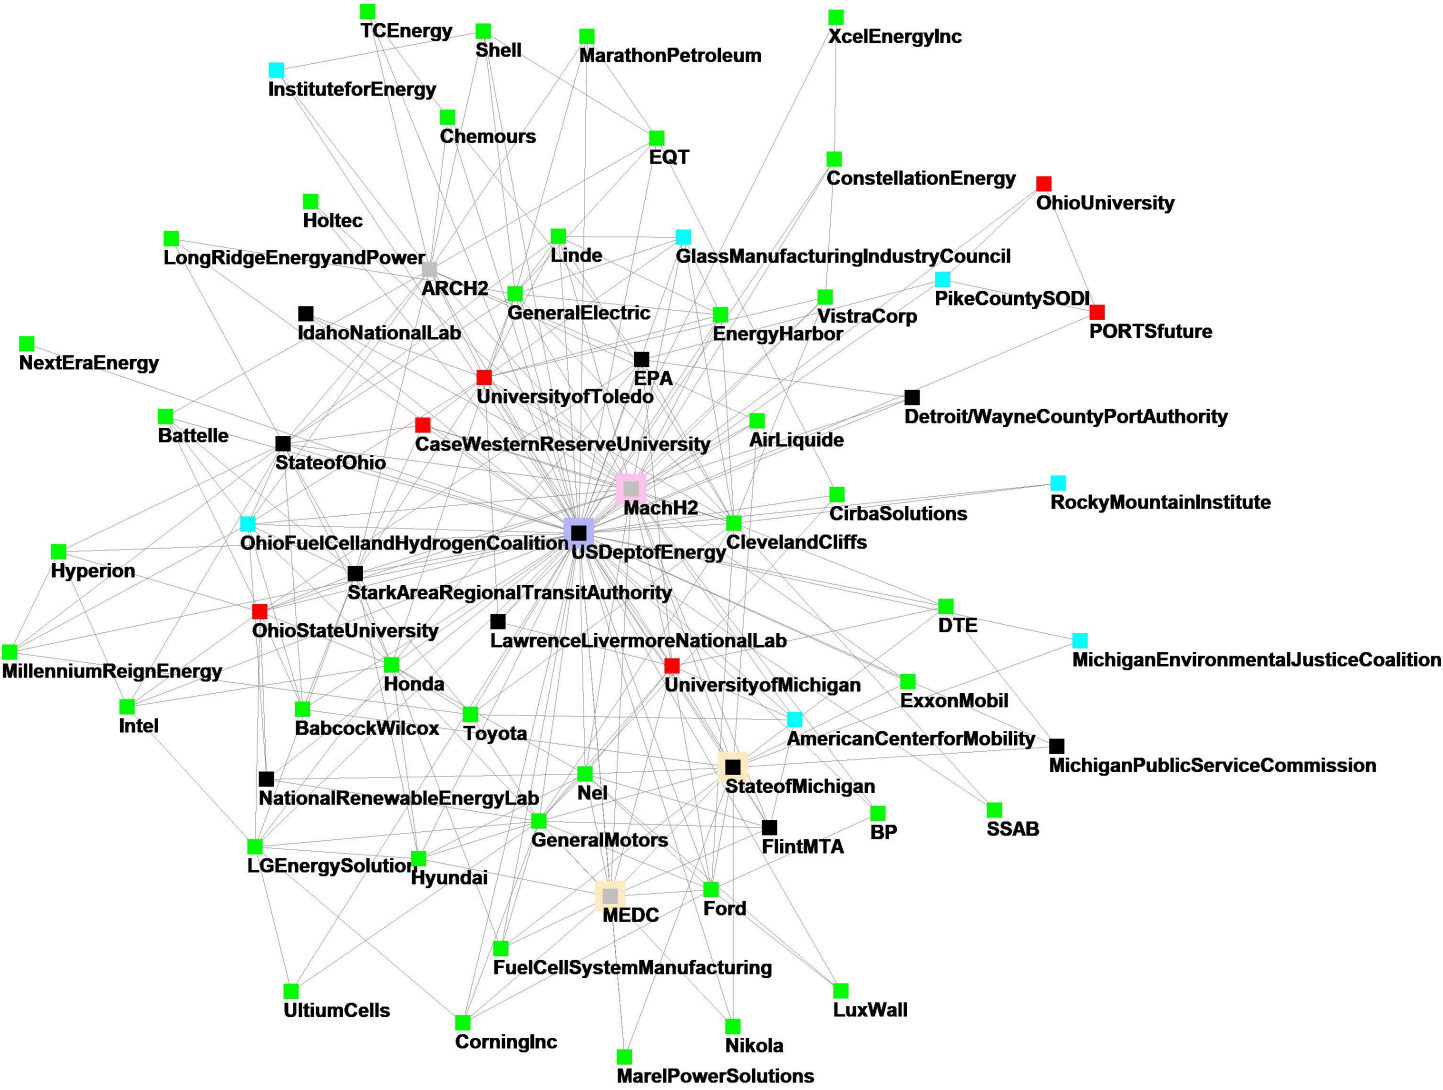 TCEnergy
Shell
XcelEnergyInc
MarathonPetroleum
InstituteforEnergy
Chemours
EQT
ConstellationEnergy
OhioUniversity
Holtec
LongRidgeEnergyandPower
Linde
GlassManufacturingIndustryCouncil
ARCH2
PikeCountySODI
GeneralElectric
VistraCorp
IdahoNationalLab
EnergyHarbor
PORTSfuture
NextEraEnergy
EPA
UniversityofToledo
Detroit/WayneCountyPortAuthority
Battelle
CaseWesternReserveUniversity
AirLiquide
StateofOhio
RockyMountainInstitute
MachH2
CirbaSolutions
OhioFuelCellandHydrogenCoalition
USDeptofEnergy
ClevelandCliffs
Hyperion
StarkAreaRegionalTransitAuthority
DTE
OhioStateUniversity
LawrenceLivermoreNationalLab
MichiganEnvironmentalJusticeCoalition
MillenniumReignEnergy
Honda
UniversityofMichigan
ExxonMobil
Intel
BabcockWilcox
Toyota
AmericanCenterforMobility
MichiganPublicServiceCommission
StateofMichigan
Nel
NationalRenewableEnergyLab
SSAB
BP
GeneralMotors
FlintMTA
LGEnergySolution
Hyundai
Ford
MEDC
FuelCellSystemManufacturing
UltiumCells
LuxWall
CorningInc
Nikola
MarelPowerSolutions